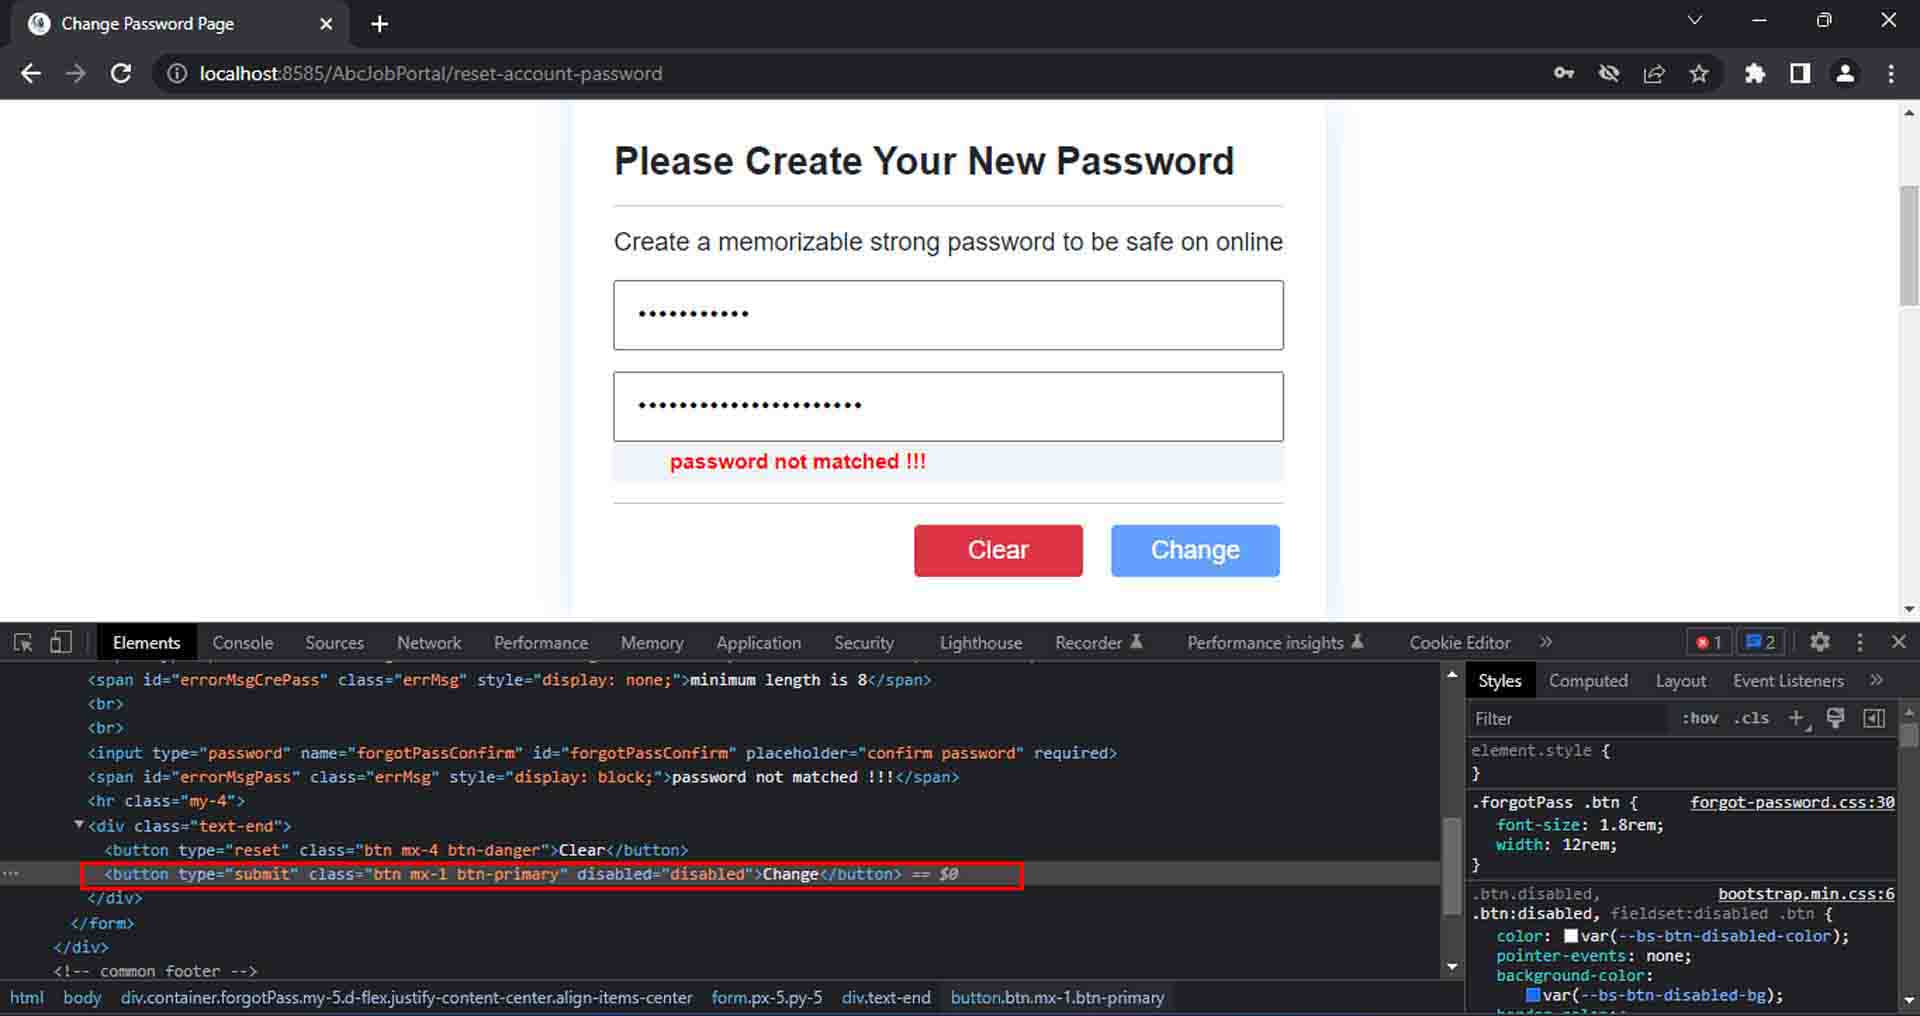 Change Password Page
localhost:8585/AbcJobPortal/reset-account-password
Please Create Your New Password
Create a memorizable strong password to be safe on online
•••••••••••
••••••••••••••••••••••
password not matched !!!
Clear Change
Elements Console Sources Network Performance Memory Application Security Lighthouse Recorder Performance insights Cookie Editor » 1 2
<span id="errorMsgCrePass" class="errMsg" style="display: none;">minimum length is 8</span>
<br>
<br>
<input type="password" name="forgotPassConfirm" id="forgotPassConfirm" placeholder="confirm password" required>
<span id="errorMsgPass" class="errMsg" style="display: block;">password not matched !!!</span>
<hr class="my-4">
<div class="text-end">
<button type="reset" class="btn mx-4 btn-danger">Clear</button>
... <button type="submit" class="btn mx-1 btn-primary" disabled="disabled">Change</button> == $0
</div>
</form>
</div>
<!-- common footer -->
html body div.container.forgotPass.my-5.d-flex.justify-content-center.align-items-center form.px-5.py-5 div.text-end button.btn.mx-1.btn-primary
Styles Computed Layout Event Listeners »
Filter :hov .cls +
element.style {
}
.forgotPass .btn { forgot-password.css:30
font-size: 1.8rem;
width: 12rem;
}
.btn.disabled, bootstrap.min.css:6
.btn:disabled, fieldset:disabled .btn {
color: var(--bs-btn-disabled-color);
pointer-events: none;
background-color:
var(--bs-btn-disabled-bg);